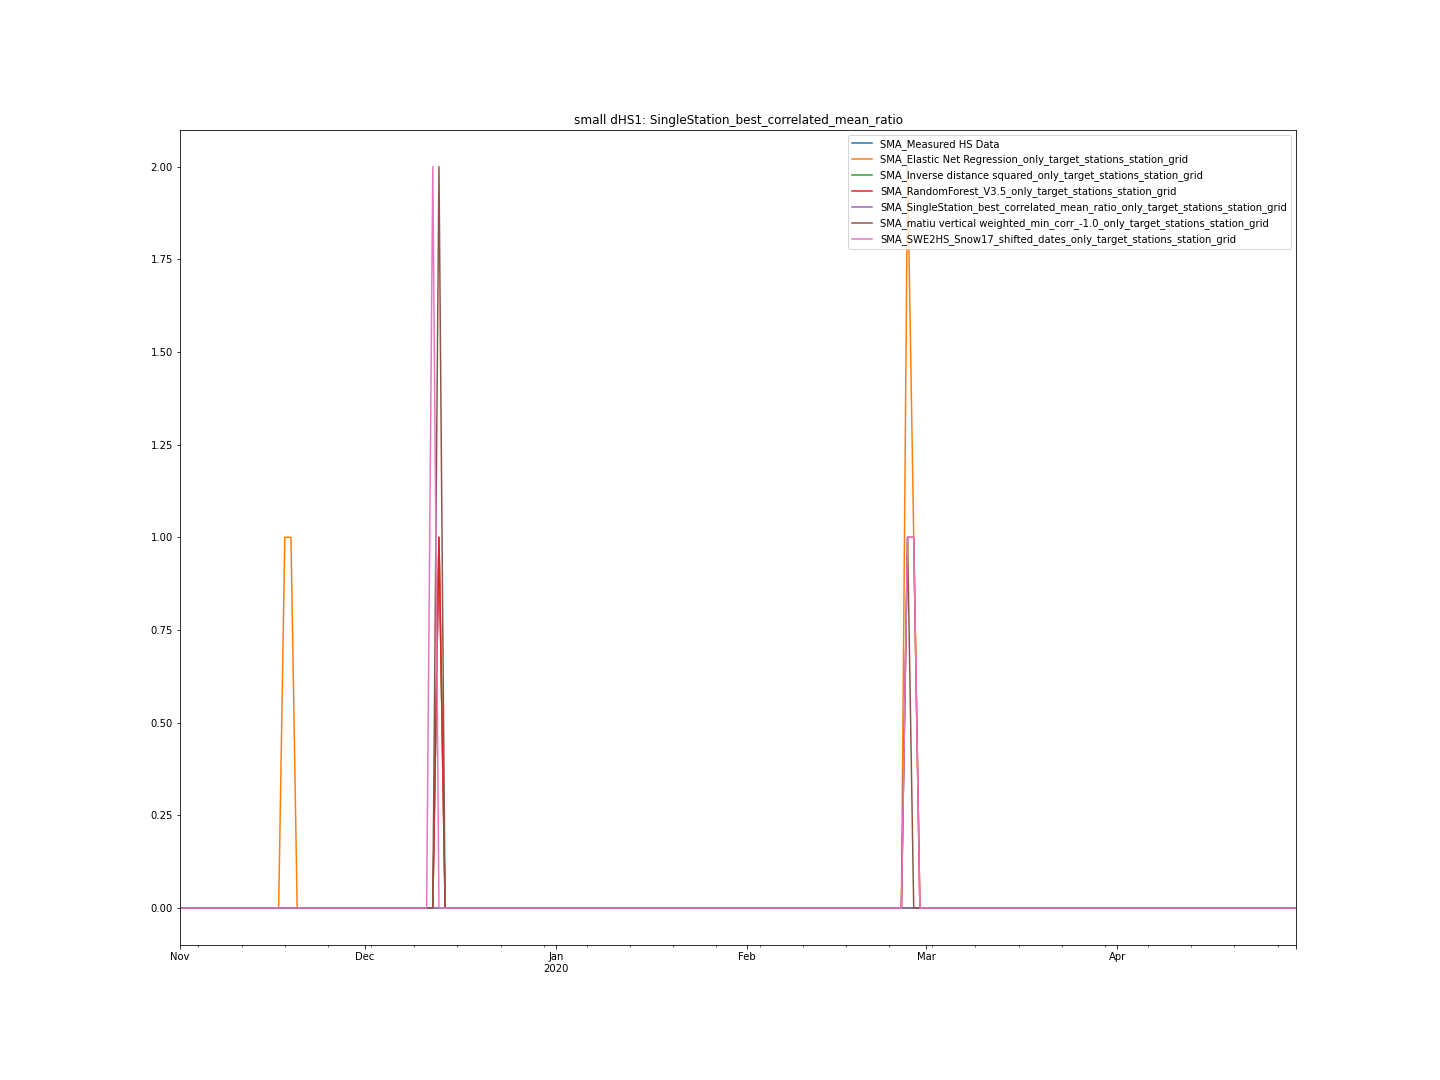 small dHS1: SingleStation_best_correlated_mean_ratio
SMA_Measured HS Data
SMA_Elastic Net Regression_only_target_stations_station_grid
SMA_Inverse distance squared_only_target_stations_station_grid
SMA_RandomForest_V3.5_only_target_stations_station_grid
SMA_SingleStation_best_correlated_mean_ratio_only_target_stations_station_grid
SMA_matiu vertical weighted_min_corr_-1.0_only_target_stations_station_grid
SMA_SWE2HS_Snow17_shifted_dates_only_target_stations_station_grid
2.00
1.75
1.50
1.25
1.00
0.75
0.50
0.25
0.00
Nov Dec Jan Feb Mar Apr
2020